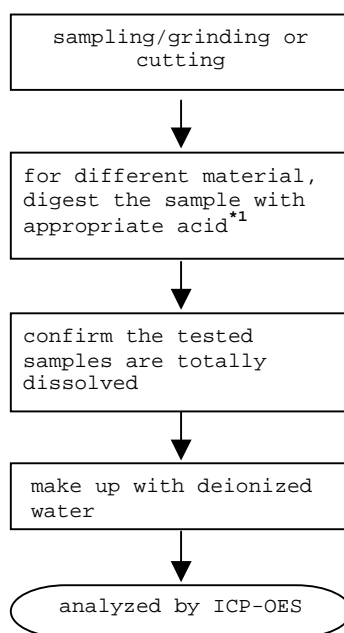 sampling/grinding or
cutting
for different material,
digest the sample with
appropriate acid*1
confirm the tested
samples are totally
dissolved
make up with deionized
water
analyzed by ICP-OES